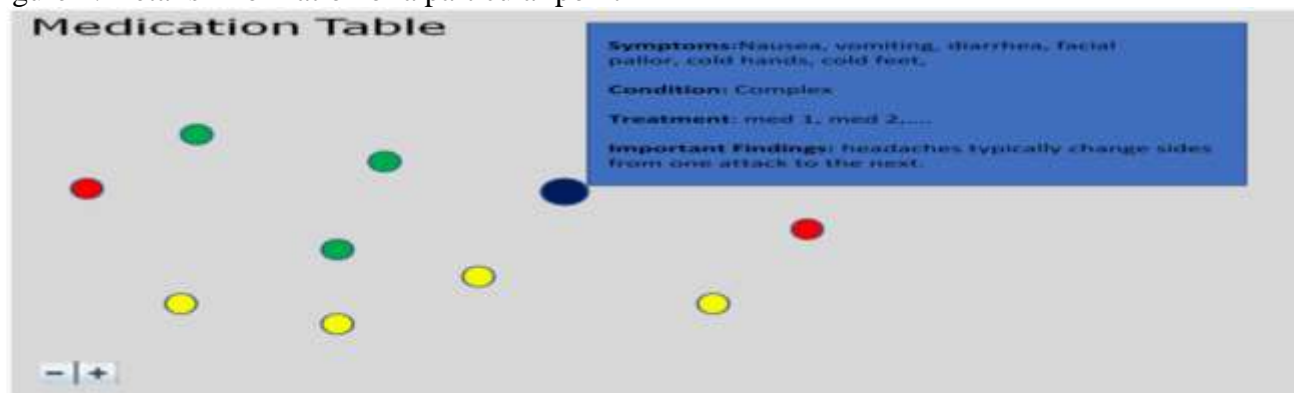 Medication Table
Symptoms:Nausea, vomiting, diarrhea, facial
pallor, cold hands, cold feet,
Condition: Complex
Treatment: med 1, med 2,....
Important Findings: headaches typically change sides
from one attack to the next.
- | +